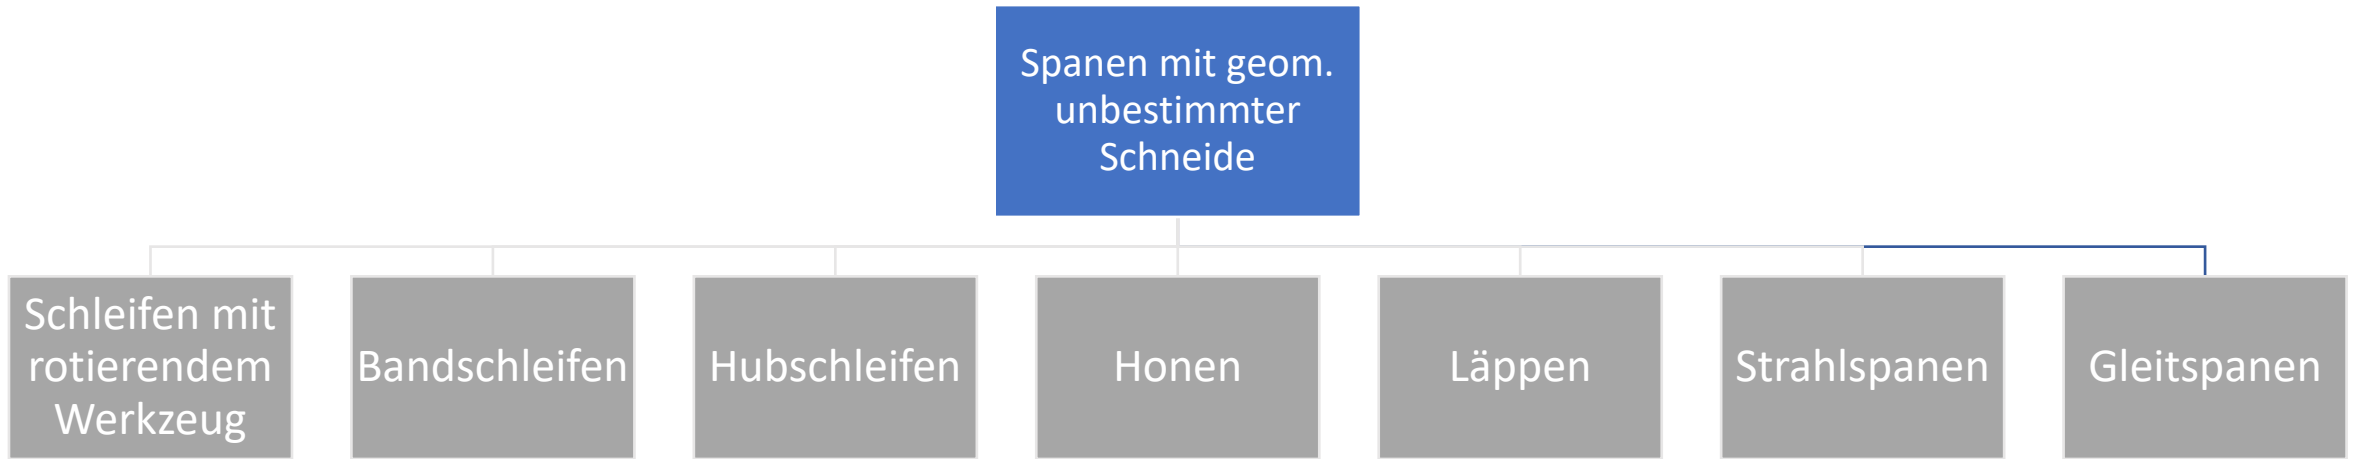 Spanen mit geom.
unbestimmter
Schneide
Schleifen mit
rotierendem
Werkzeug
Bandschleifen
Hubschleifen
Honen
Läppen
Strahlspanen
Gleitspanen